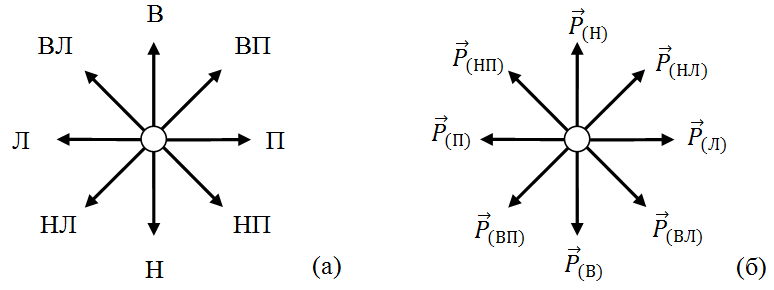 В
ВЛ ВП
Л П
НЛ НП
Н
(а)
P⃗(Н)
P⃗(НП) P⃗(НЛ)
P⃗(П) P⃗(Л)
P⃗(ВП) P⃗(ВЛ)
P⃗(В)
(б)